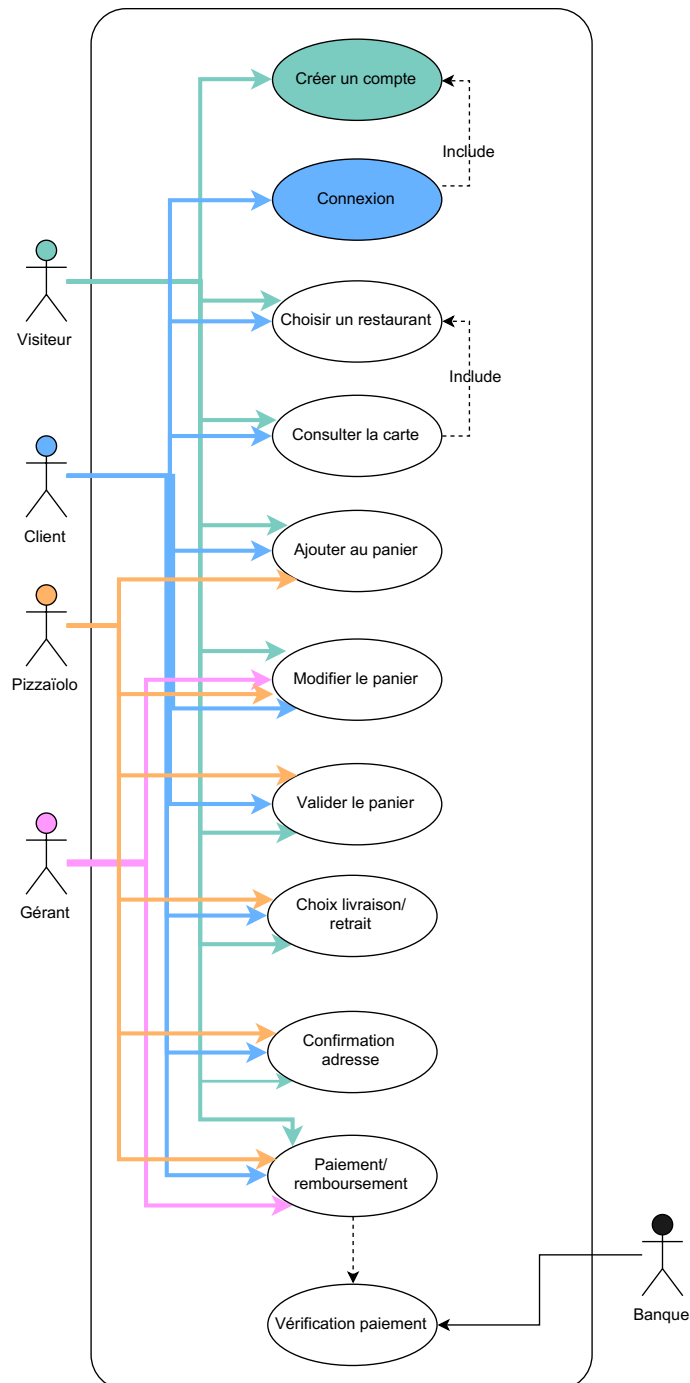 Créer un compte
Include
Connexion
Visiteur
Choisir un restaurant
Include
Consulter la carte
Client
Ajouter au panier
Pizzaïolo
Modifier le panier
Valider le panier
Gérant
Choix livraison/
retrait
Confirmation
adresse
Paiement/
remboursement
Banque
Vérification paiement